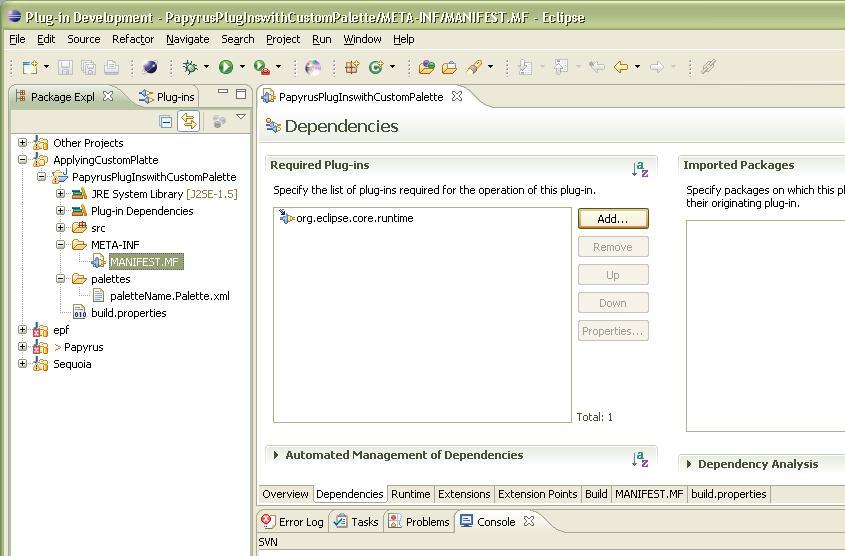 Plug-in Development - PapyrusPlugInswithCustomPalette/META-INF/MANIFEST.MF - Eclipse
File Edit Source Refactor Navigate Search Project Run Window Help
Package Expl Plug-ins
Other Projects
ApplyingCustomPlatte
PapyrusPlugInswithCustomPalette
JRE System Library [J2SE-1.5]
Plug-in Dependencies
src
META-INF
MANIFEST.MF
palettes
paletteName.Palette.xml
build.properties
epf
> Papyrus
Sequoia
PapyrusPlugInswithCustomPalette
Dependencies
Required Plug-ins
Specify the list of plug-ins required for the operation of this plug-in.
org.eclipse.core.runtime
Add...
Remove
Up
Down
Properties...
Total: 1
Automated Management of Dependencies
Imported Packages
Specify packages on which this pl
their originating plug-in.
Dependency Analysis
Overview Dependencies Runtime Extensions Extension Points Build MANIFEST.MF build.properties
Error Log Tasks Problems Console
SVN